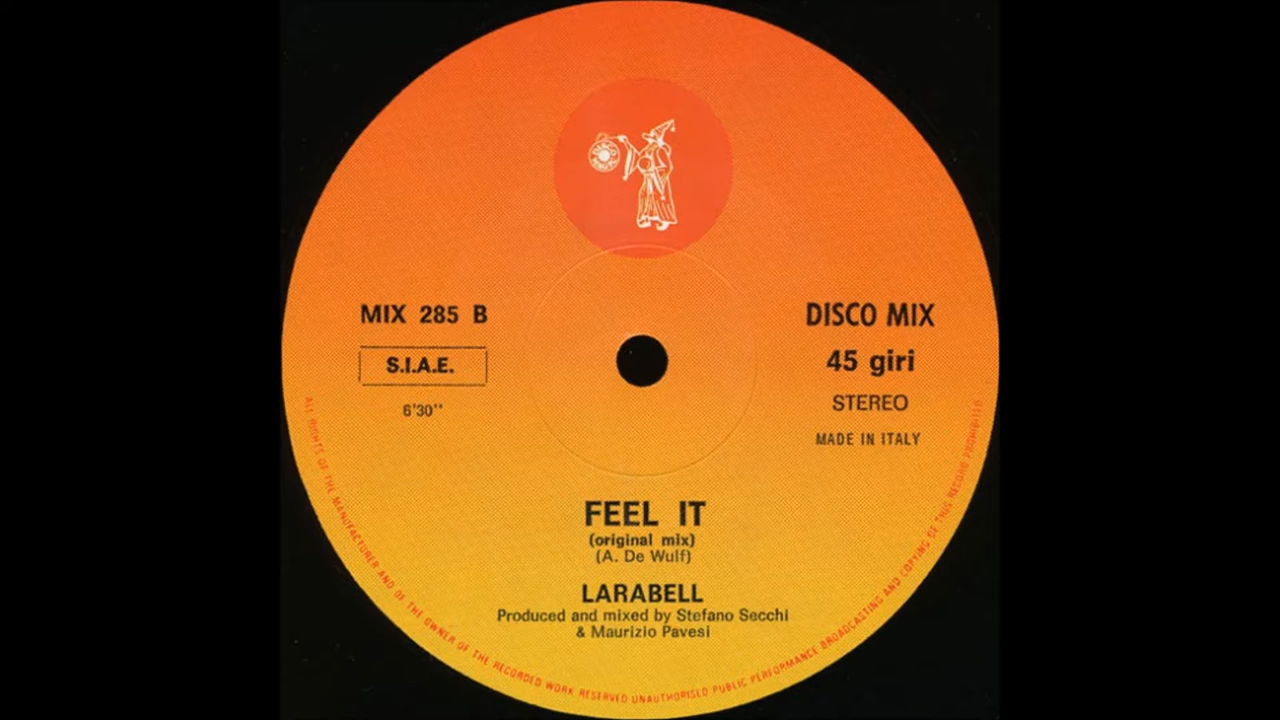 DISCO
MIX 285 B
S.I.A.E.
6'30''
DISCO MIX
45 giri
STEREO
MADE IN ITALY
FEEL IT
(original mix)
(A. De Wulf)
LARABELL
Produced and mixed by Stefano Secchi
& Maurizio Pavesi
ALL RIGHTS OF THE MANUFACTURER AND OF THE OWNER OF THE RECORDED WORK RESERVED UNAUTHORISED PUBLIC PERFORMANCE BROADCASTING AND COPYING OF THIS RECORD PROHIBITED